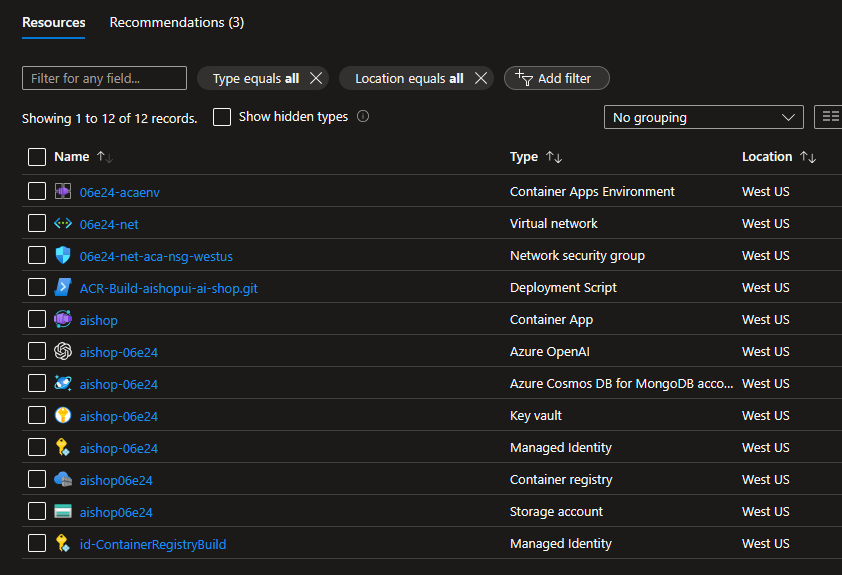 Resources Recommendations (3)
Filter for any field...
Type equals all
Location equals all
Add filter
Showing 1 to 12 of 12 records.
Show hidden types
No grouping
Name Type Location
06e24-acaenv Container Apps Environment West US
06e24-net Virtual network West US
06e24-net-aca-nsg-westus Network security group West US
ACR-Build-aishopui-ai-shop.git Deployment Script West US
aishop Container App West US
aishop-06e24 Azure OpenAI West US
aishop-06e24 Azure Cosmos DB for MongoDB acco... West US
aishop-06e24 Key vault West US
aishop-06e24 Managed Identity West US
aishop06e24 Container registry West US
aishop06e24 Storage account West US
id-ContainerRegistryBuild Managed Identity West US